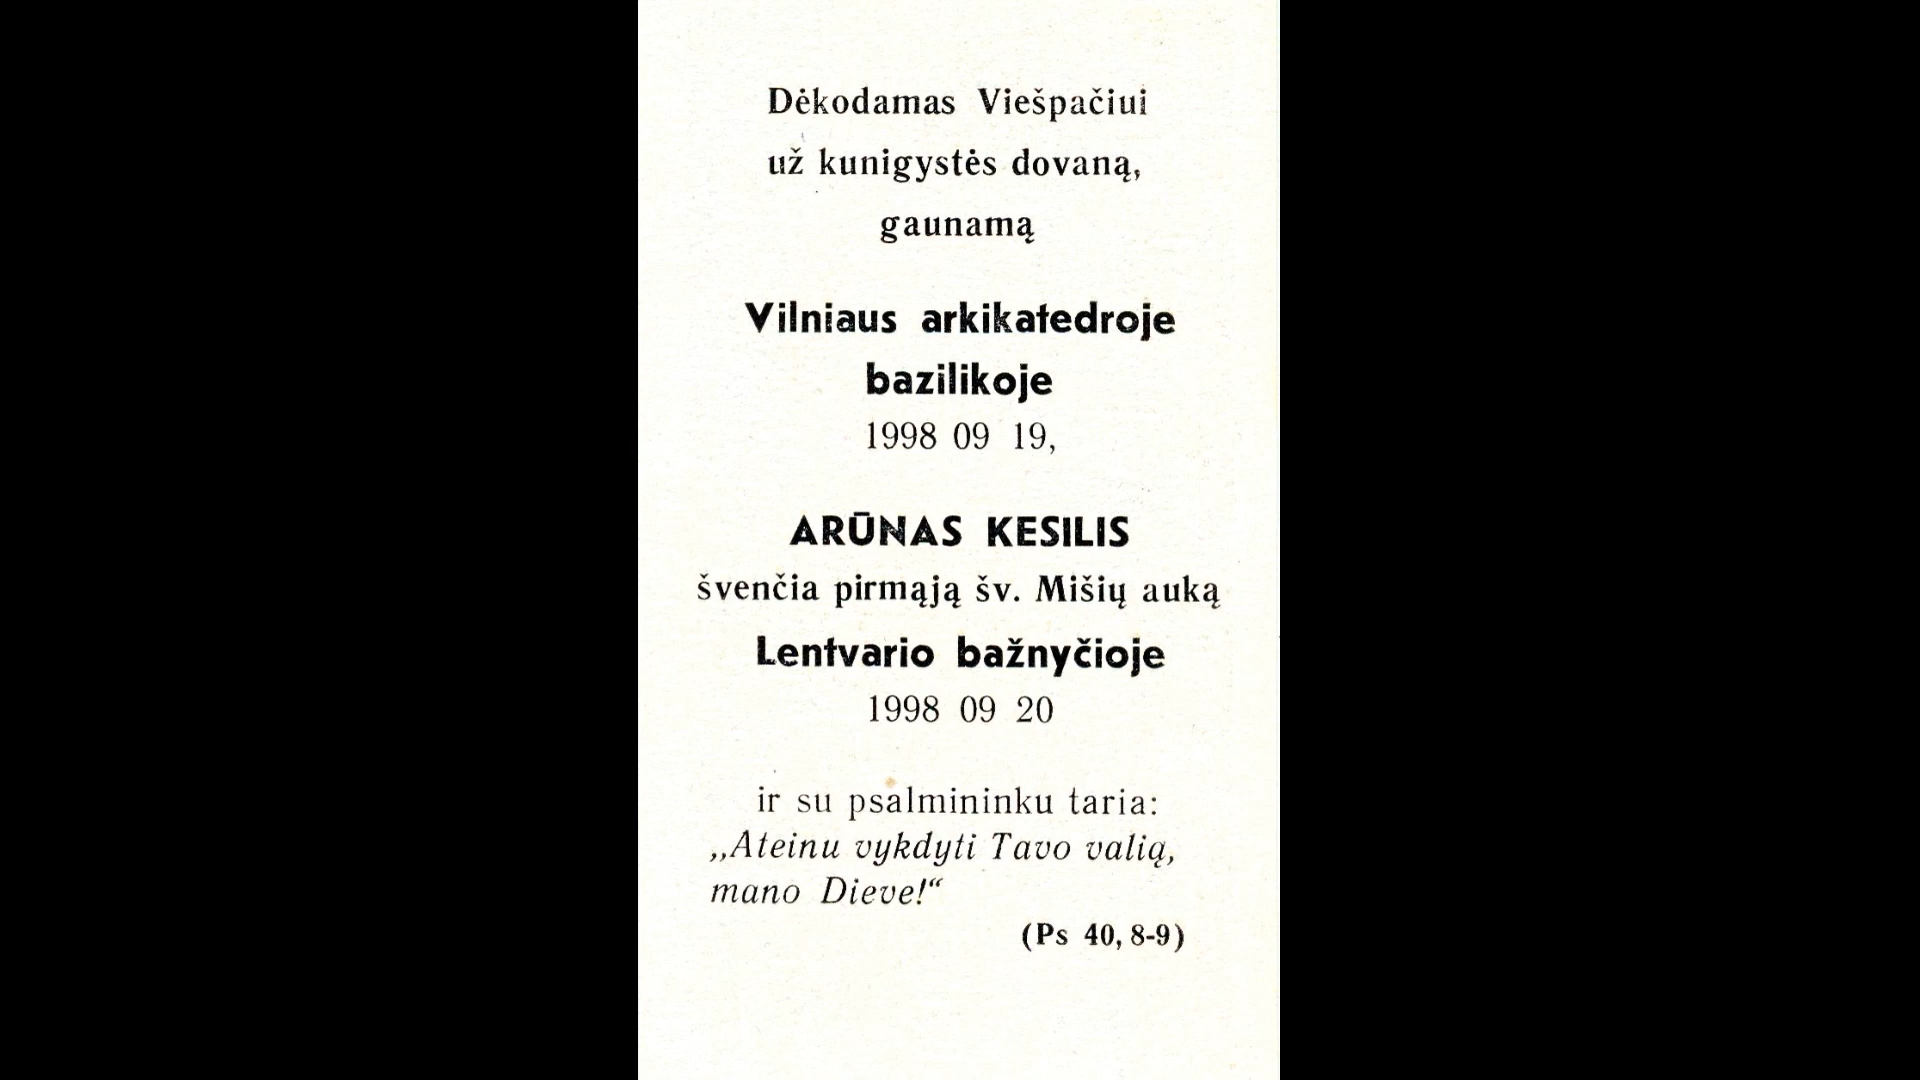 Dėkodamas Viešpačiui
už kunigystės dovaną,
gaunamą
Vilniaus arkikatedroje
bazilikoje
1998 09 19,
ARŪNAS KESILIS
švenčia pirmąją šv. Mišių auką
Lentvario bažnyčioje
1998 09 20
ir su psalmininku taria:
„Ateinu vykdyti Tavo valią,
mano Dieve!“
(Ps 40, 8-9)